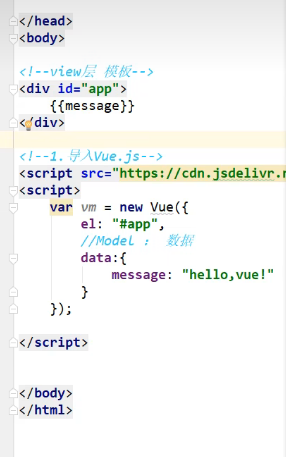 </head>
<body>
<!--view层 模板-->
<div id="app">
{{message}}
</div>
<!--1.导入Vue.js-->
<script src="https://cdn.jsdelivr.n
<script>
var vm = new Vue({
el: "#app",
//Model : 数据
data:{
message: "hello,vue!"
}
});
</script>
</body>
</html>